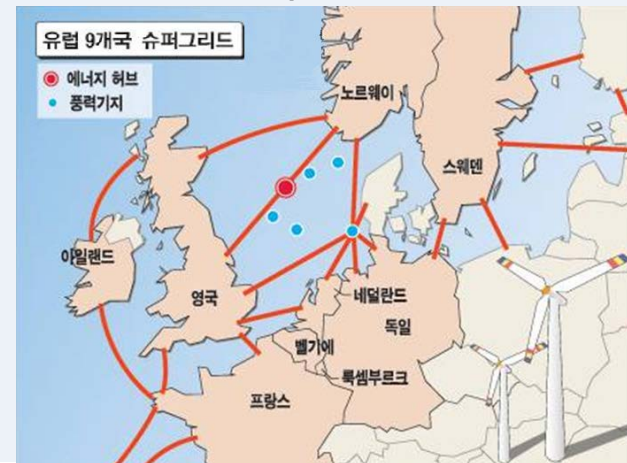 유럽 9개국 슈퍼그리드
에너지 허브
풍력기지
노르웨이
스웨덴
아일랜드
영국
네덜란드
독일
벨기에
룩셈부르크
프랑스